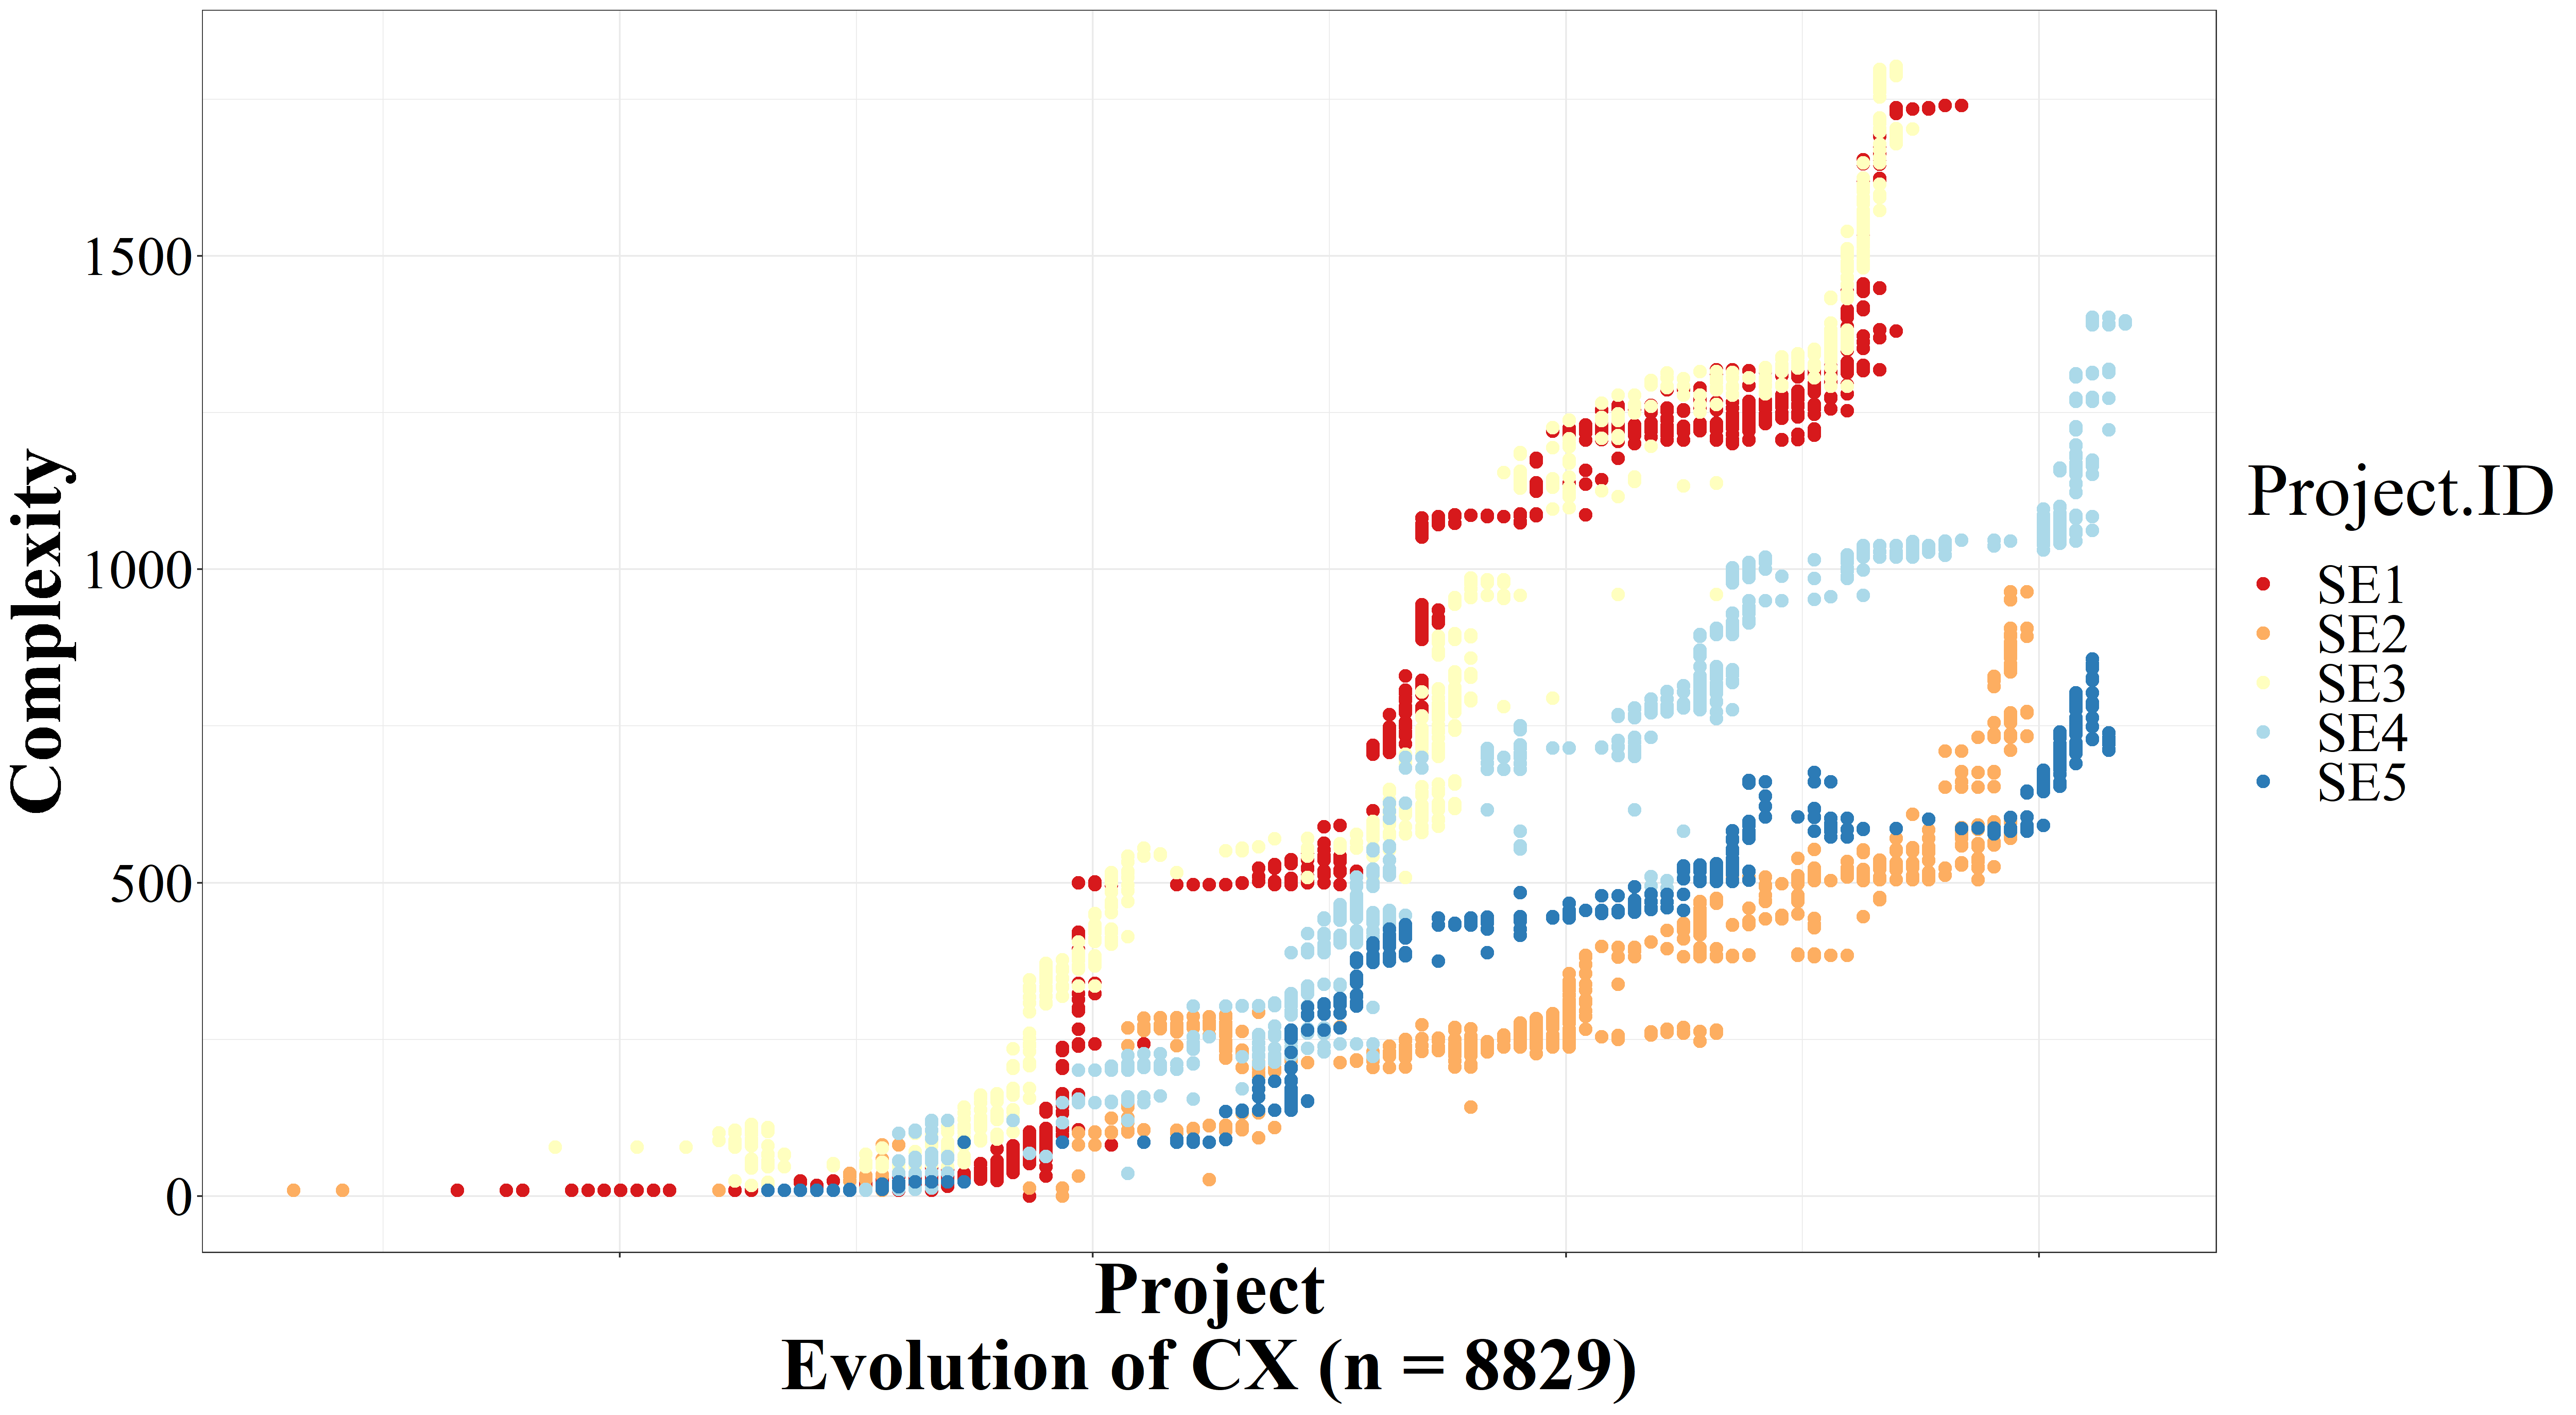 Complexity
1500
1000
500
0
Project
Evolution of CX (n = 8829)
Project.ID
SE1
SE2
SE3
SE4
SE5